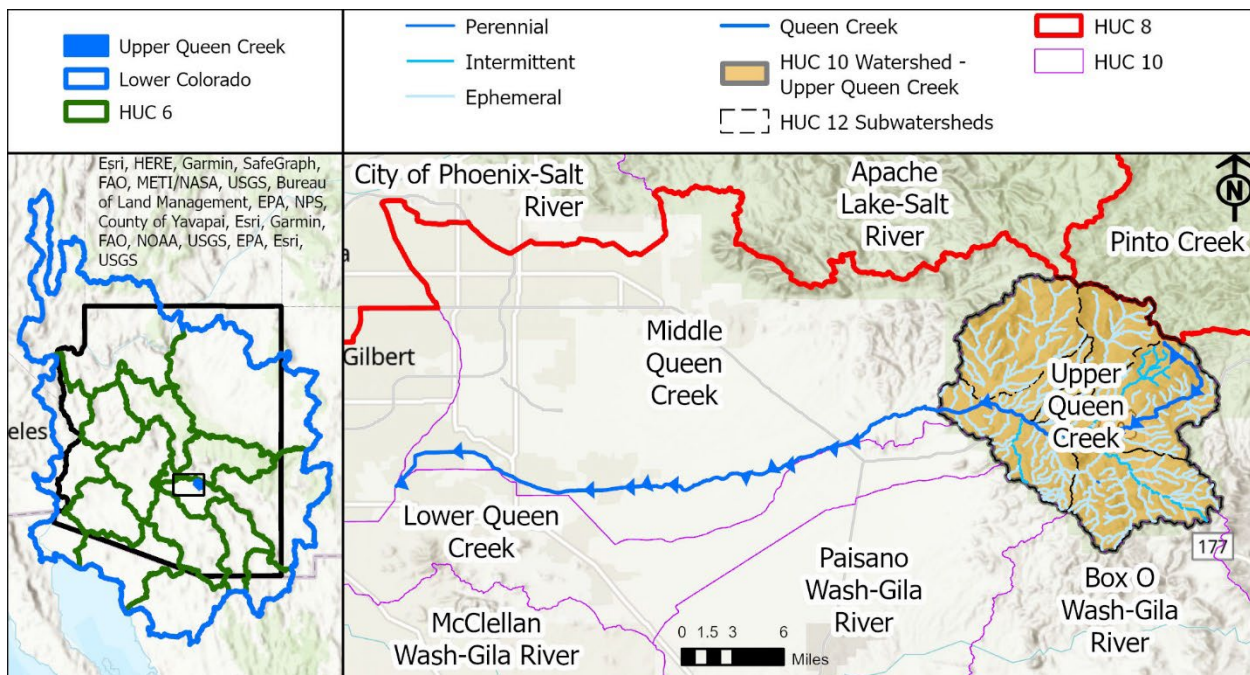 Upper Queen Creek
Lower Colorado
HUC 6
Perennial
Intermittent
Ephemeral
Queen Creek
HUC 10 Watershed -
Upper Queen Creek
HUC 12 Subwatersheds
HUC 8
HUC 10
Esri, HERE, Garmin, SafeGraph,
FAO, METI/NASA, USGS, Bureau
of Land Management, EPA, NPS,
County of Yavapai, Esri, Garmin,
FAO, NOAA, USGS, EPA, Esri,
USGS
eles
City of Phoenix-Salt
River
Apache
Lake-Salt
River
N
Pinto Creek
a
Gilbert
Middle
Queen
Creek
Upper
Queen
Creek
Lower Queen
Creek
Paisano
Wash-Gila
River
177
Box O
Wash-Gila
River
McClellan
Wash-Gila River
0 1.5 3 6
Miles